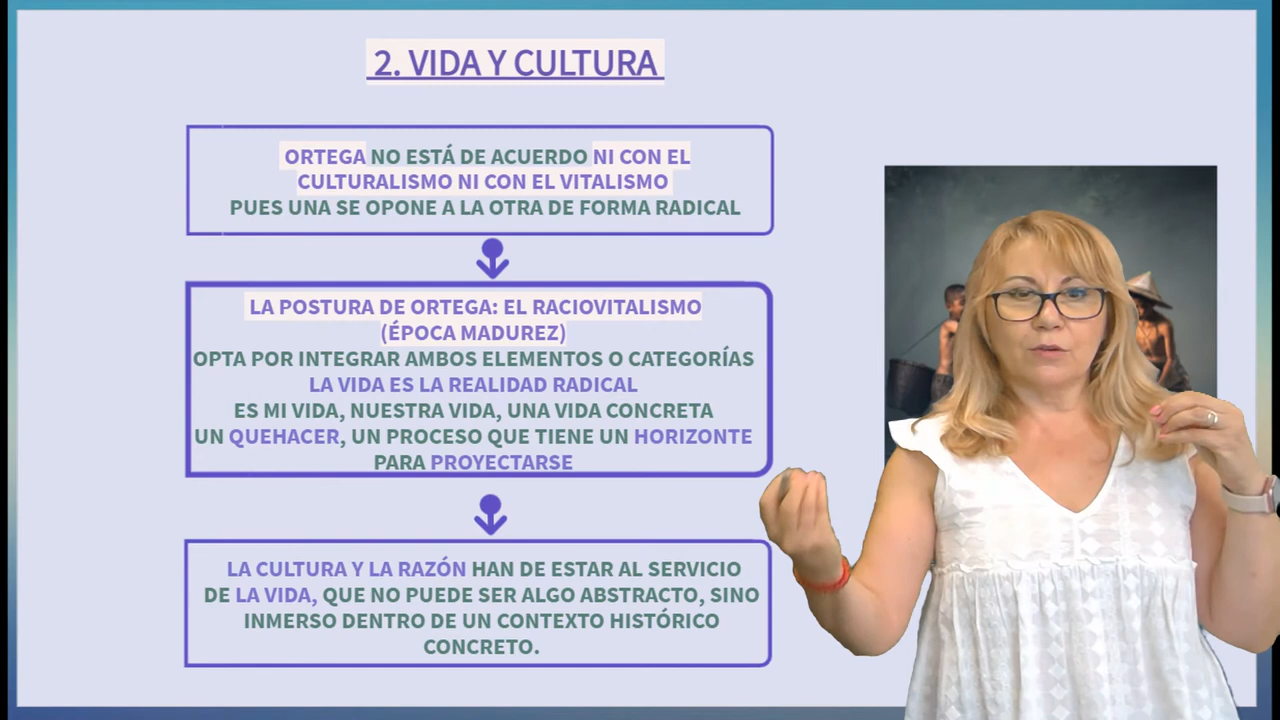 2. VIDA Y CULTURA
ORTEGA NO ESTÁ DE ACUERDO NI CON EL
CULTURALISMO NI CON EL VITALISMO
PUES UNA SE OPONE A LA OTRA DE FORMA RADICAL
LA POSTURA DE ORTEGA: EL RACIOVITALISMO
(ÉPOCA MADUREZ)
OPTA POR INTEGRAR AMBOS ELEMENTOS O CATEGORÍAS
LA VIDA ES LA REALIDAD RADICAL
ES MI VIDA, NUESTRA VIDA, UNA VIDA CONCRETA
UN QUEHACER, UN PROCESO QUE TIENE UN HORIZONTE
PARA PROYECTARSE
LA CULTURA Y LA RAZÓN HAN DE ESTAR AL SERVICIO
DE LA VIDA, QUE NO PUEDE SER ALGO ABSTRACTO, SINO
INMERSO DENTRO DE UN CONTEXTO HISTÓRICO
CONCRETO.